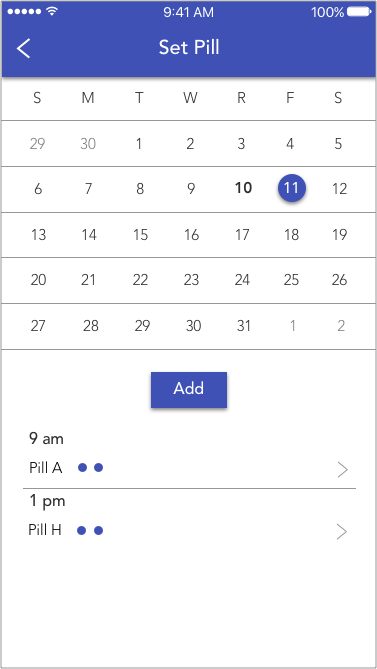 9:41 AM 100%
Set Pill
S M T W R F S
29 30 1 2 3 4 5
6 7 8 9 10 11 12
13 14 15 16 17 18 19
20 21 22 23 24 25 26
27 28 29 30 31 1 2
Add
9 am
Pill A
1 pm
Pill H